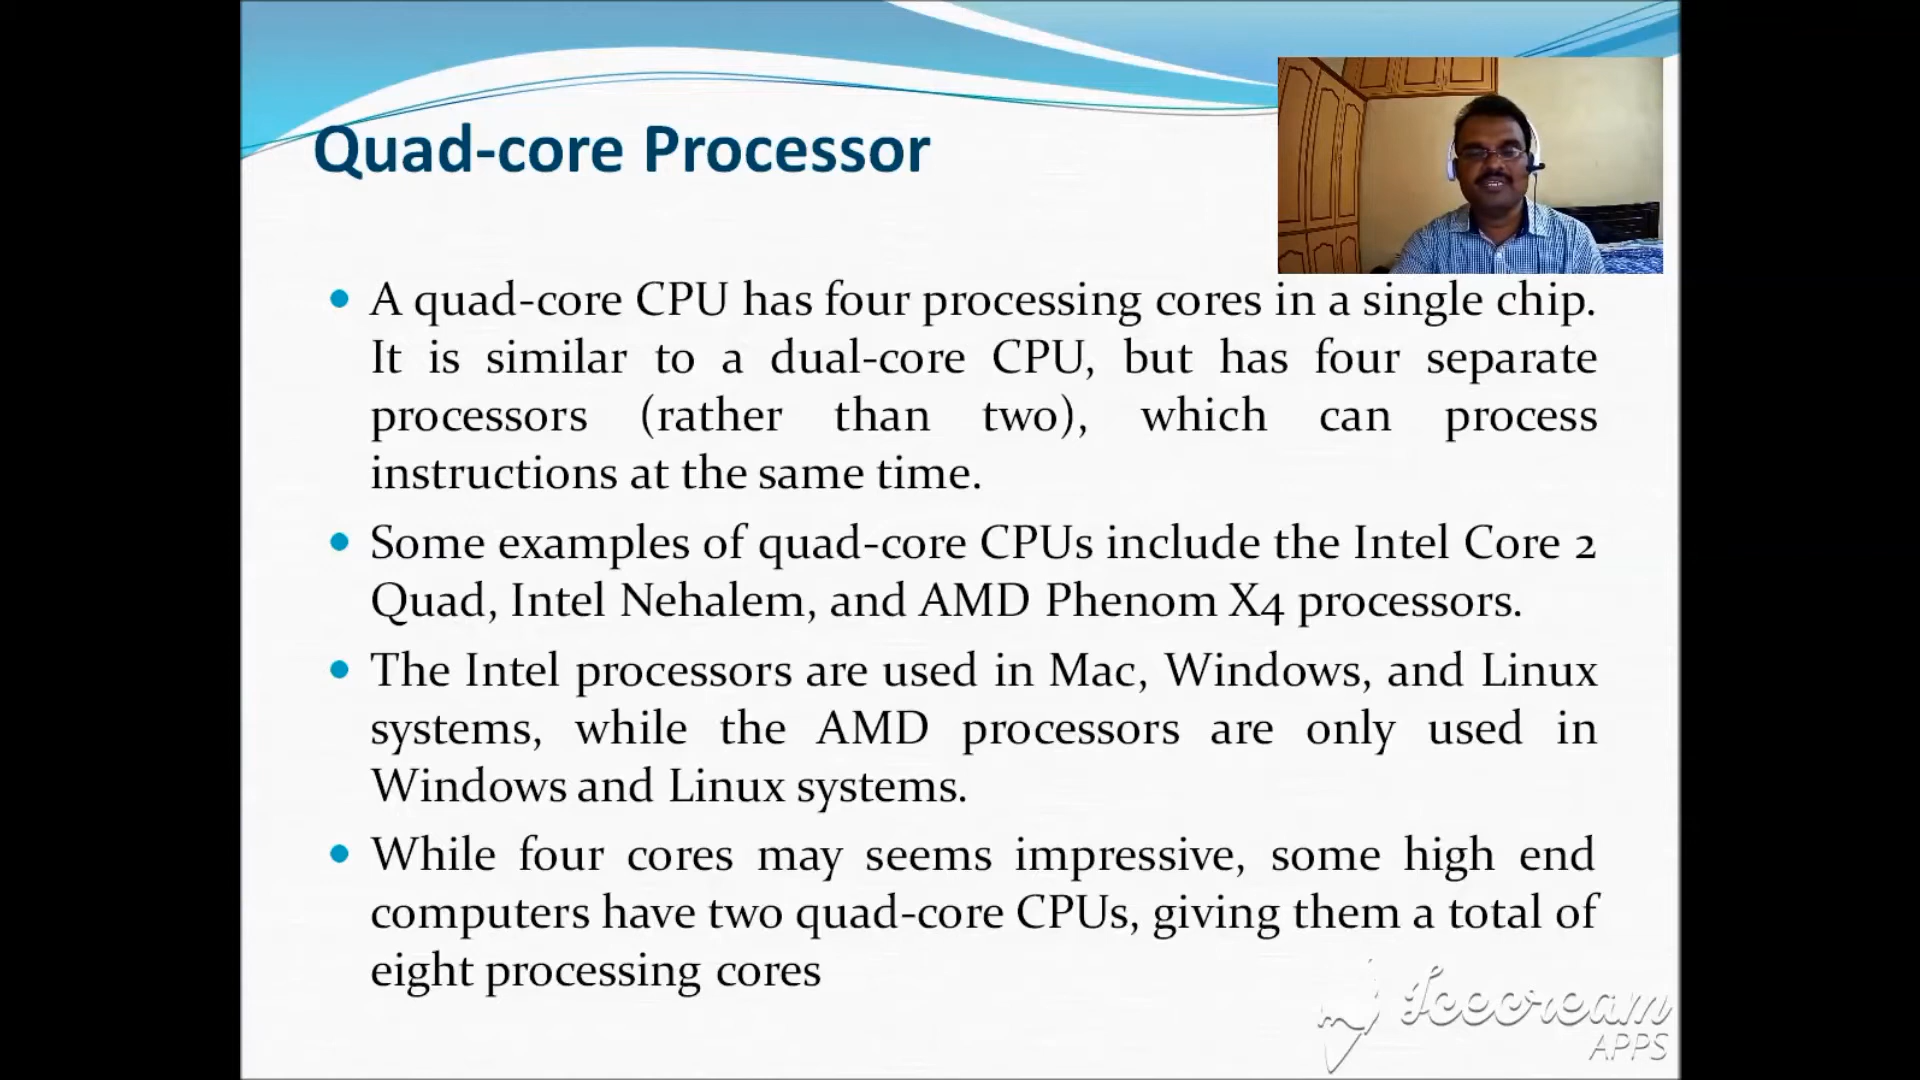 Quad-core Processor
A quad-core CPU has four processing cores in a single chip.
It is similar to a dual-core CPU, but has four separate
processors (rather than two), which can process
instructions at the same time.
Some examples of quad-core CPUs include the Intel Core 2
Quad, Intel Nehalem, and AMD Phenom X4 processors.
The Intel processors are used in Mac, Windows, and Linux
systems, while the AMD processors are only used in
Windows and Linux systems.
While four cores may seems impressive, some high end
computers have two quad-core CPUs, giving them a total of
eight processing cores
Icecream
APPS